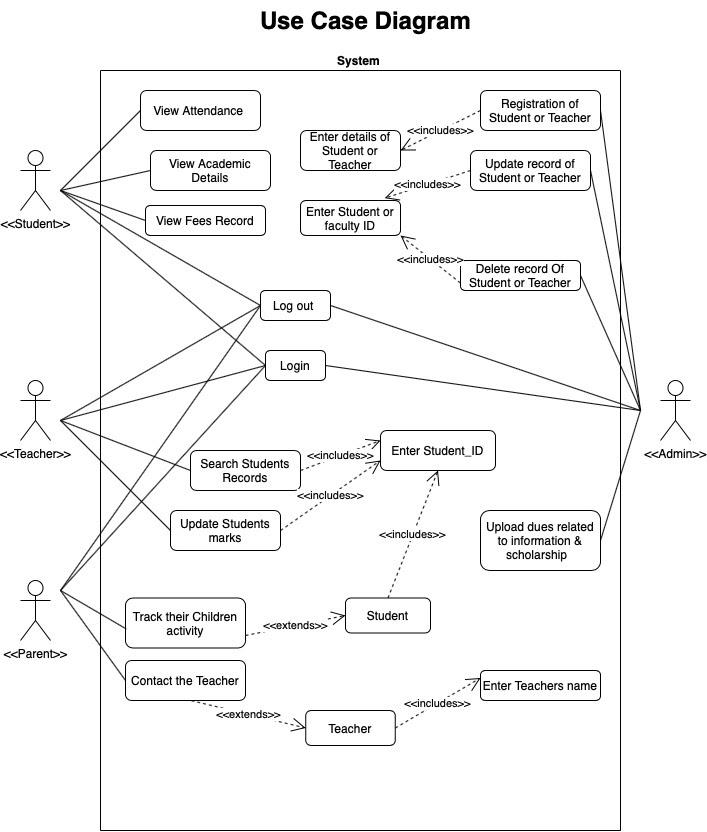 Use Case Diagram
System
View Attendance
Registration of
Student or Teacher
<<includes>>
Enter details of
Student or
Teacher
View Academic
Details
Update record of
Student or Teacher
<<includes>>
<<Student>>
View Fees Record
Enter Student or
faculty ID
<<includes>>
Delete record Of
Student or Teacher
Log out
Login
<<Teacher>>
<<Admin>>
Search Students
Records
<<includes>>
Enter Student_ID
<<includes>>
Update Students
marks
<<includes>>
Upload dues related
to information &
scholarship
Track their Children
activity
<<extends>>
Student
<<Parent>>
Contact the Teacher
<<extends>>
Teacher
<<includes>>
Enter Teachers name